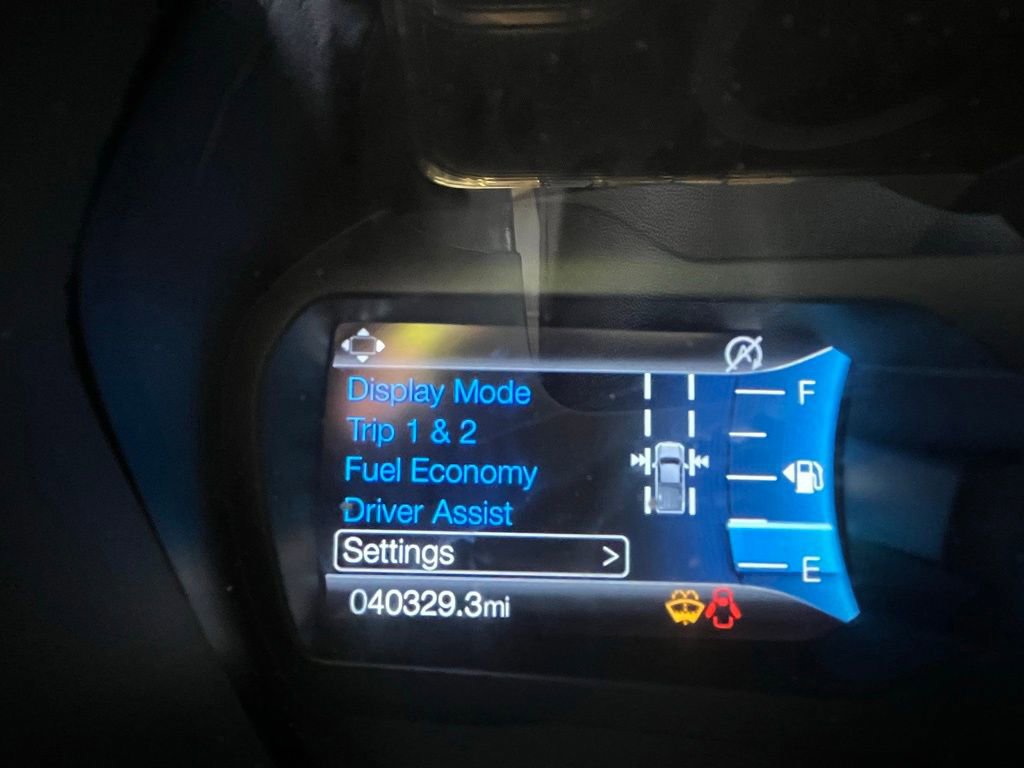 Display Mode
Trip 1 & 2
Fuel Economy
Driver Assist
Settings >
040329.3mi
A
F
E